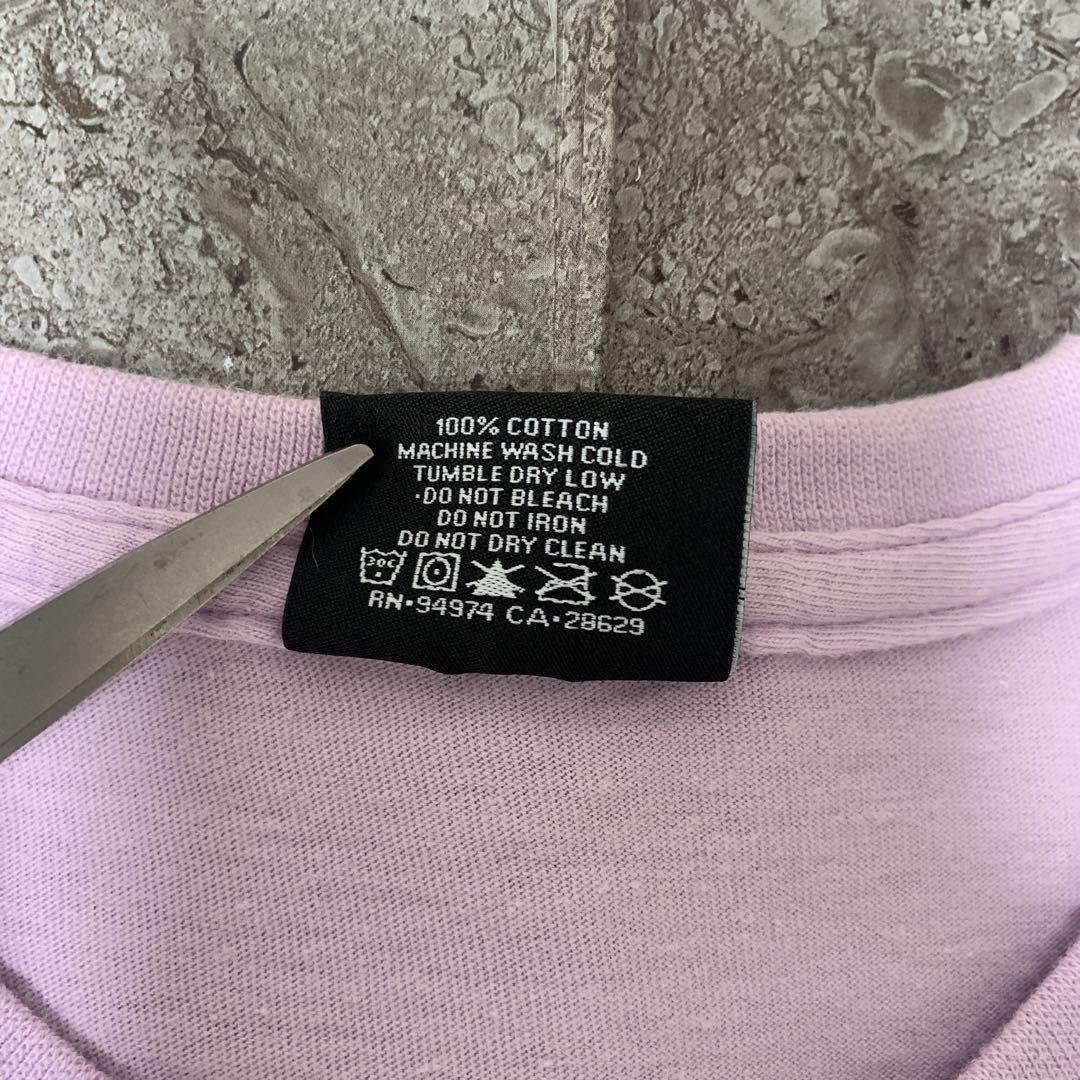 100% COTTON
MACHINE WASH COLD
TUMBLE DRY LOW
·DO NOT BLEACH
DO NOT IRON
DO NOT DRY CLEAN
30C
RN·94974 CA·28629